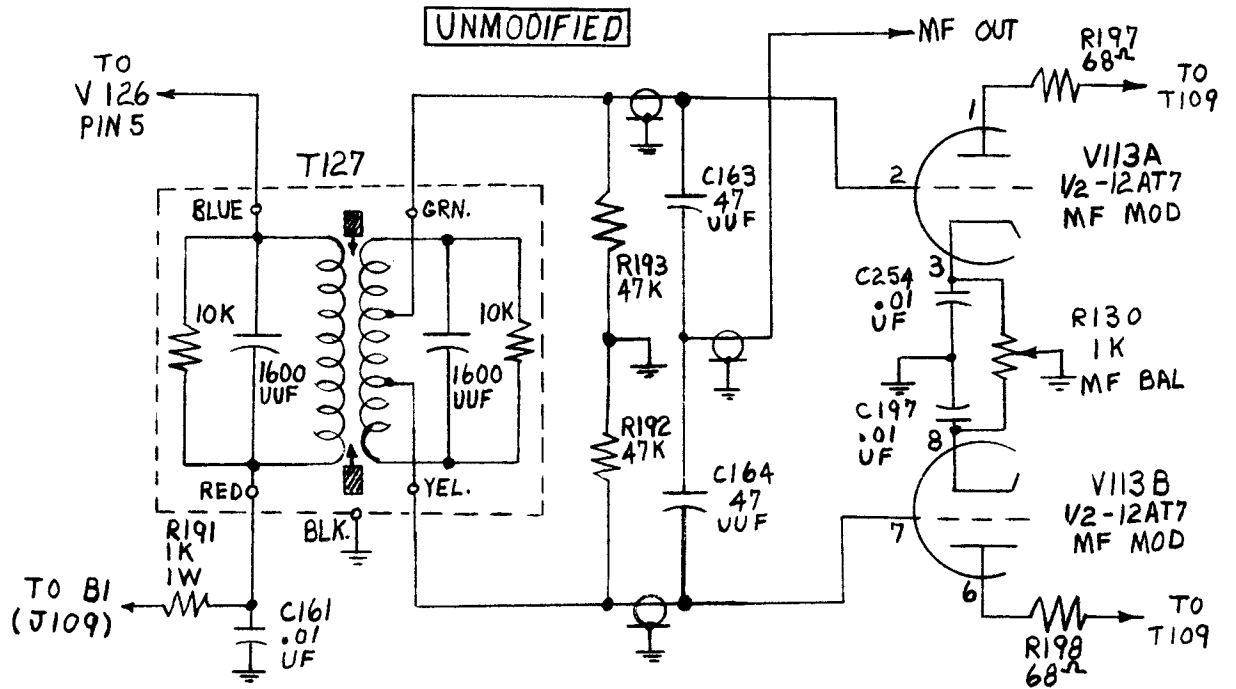 UNMODIFIED
MF OUT
R197
68Ω
TO
T109
TO
V126
PIN 5
1
T127
V113A
1/2-12AT7
MF MOD
2
C163
47
UUF
BLUE
GRN.
3
R193
47K
C254
.01
UF
10K
10K
R130
1K
MF BAL
1600
UUF
1600
UUF
C197
.01
UF
R192
47K
8
C164
47
UUF
RED
YEL.
V113B
1/2-12AT7
MF MOD
7
BLK.
R191
1K
1W
6
TO B1
(J109)
C161
.01
UF
TO
T109
R198
68Ω